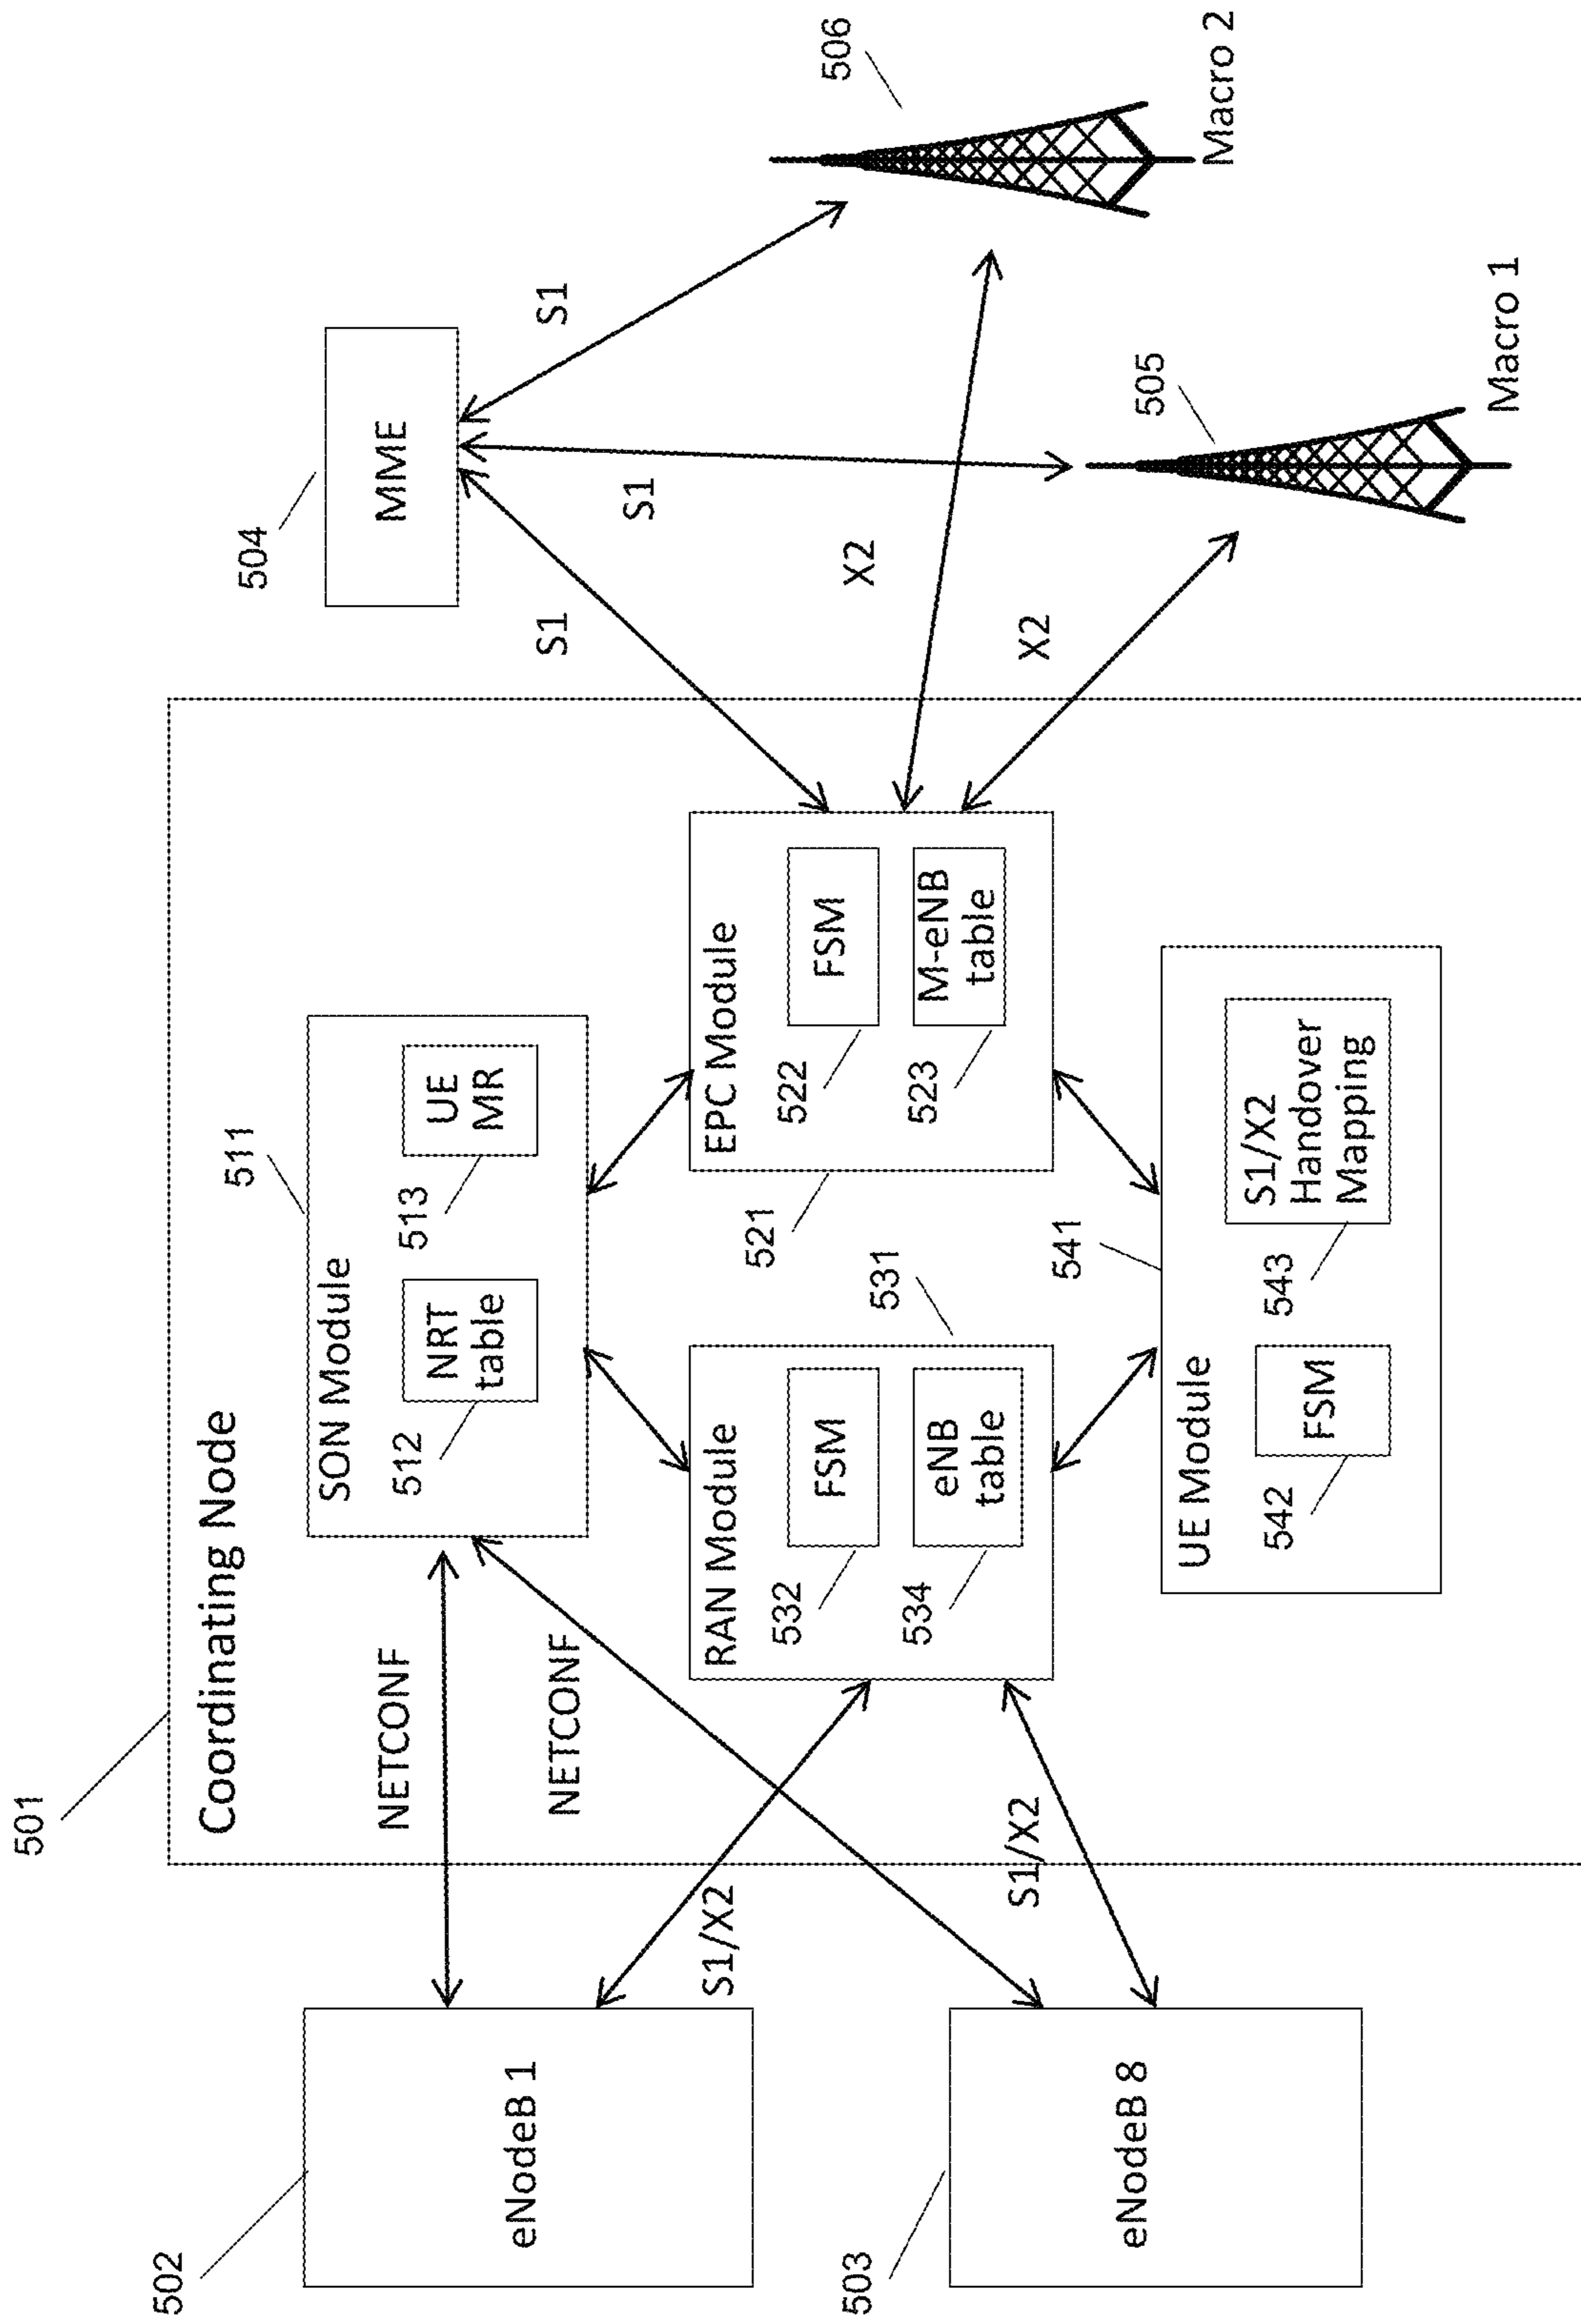 501
Coordinating Node
502
eNodeB 1
503
eNodeB 8
NETCONF
NETCONF
S1/X2
S1/X2
511
SON Module
512
NRT
table
513
UE
MR
531
RAN Module
532
FSM
534
eNB
table
521
EPC Module
522
FSM
523
M-eNB
table
541
UE Module
542
FSM
543
S1/X2
Handover
Mapping
504
MME
S1
S1
S1
X2
X2
505
Macro 1
506
Macro 2